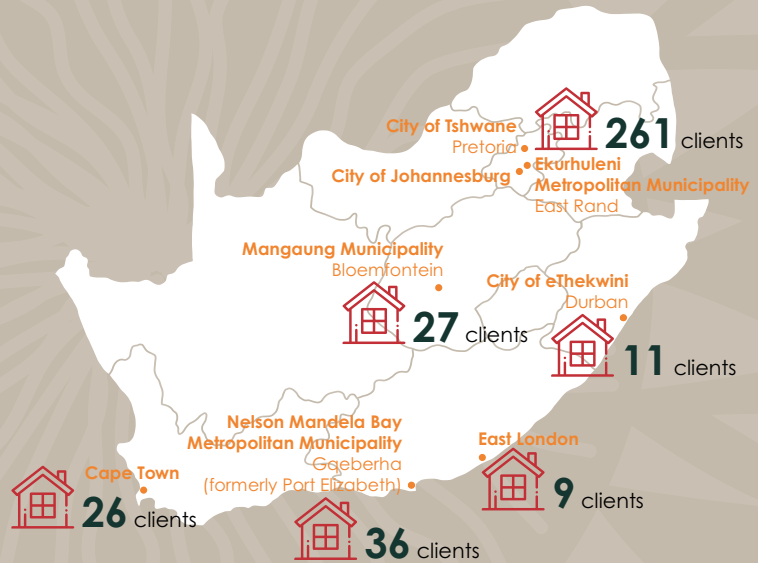 City of Tshwane
Pretoria
261 clients
City of Johannesburg
Ekurhuleni
Metropolitan Municipality
East Rand
Mangaung Municipality
Bloemfontein
27 clients
City of eThekwini
Durban
11 clients
Nelson Mandela Bay
Metropolitan Municipality
Gqeberha
(formerly Port Elizabeth)
36 clients
East London
9 clients
Cape Town
26 clients